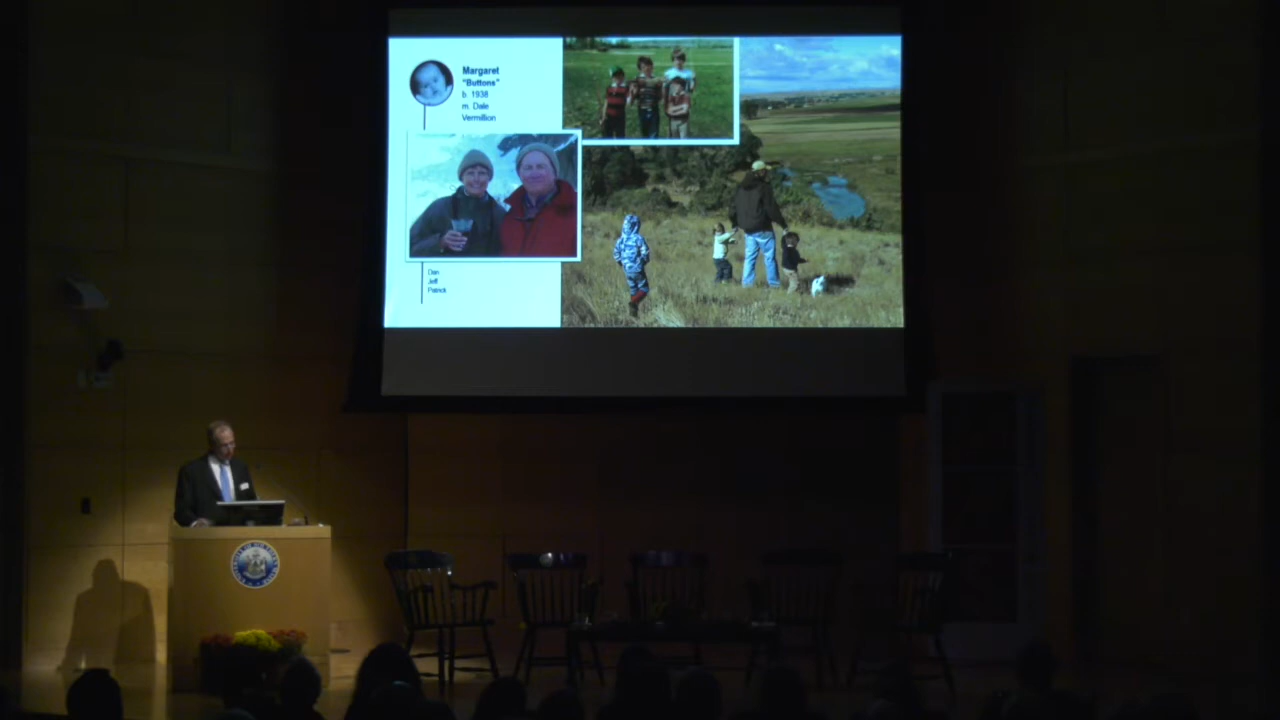 Margaret
"Buttons"
b. 1938
m. Dale
Vermillion
Dan
Jeff
Patrick